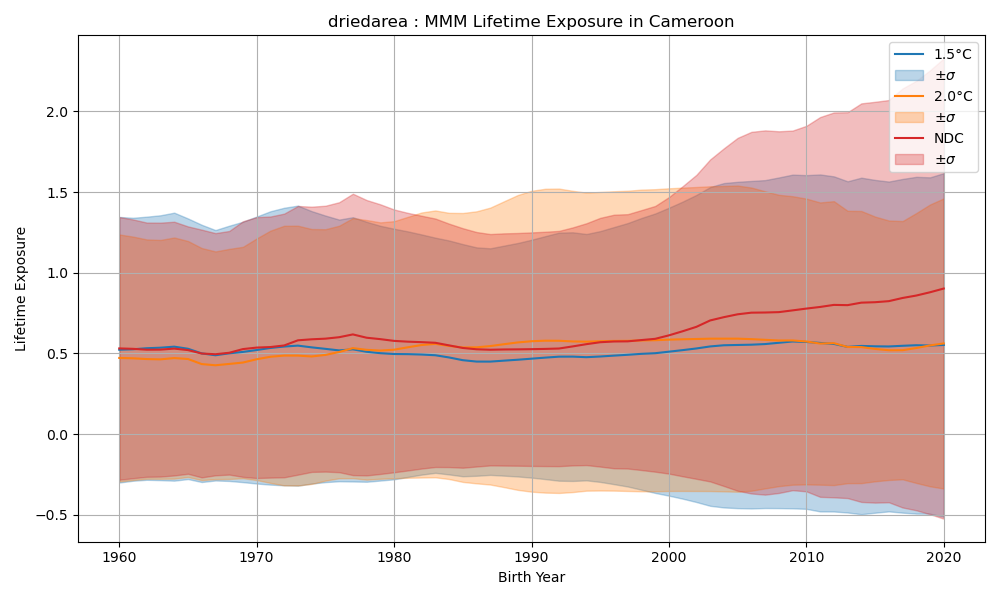 driedarea : MMM Lifetime Exposure in Cameroon
Lifetime Exposure
2.0
1.5
1.0
0.5
0.0
−0.5
1960 1970 1980 1990 2000 2010 2020
Birth Year
1.5°C
±σ
2.0°C
±σ
NDC
±σ